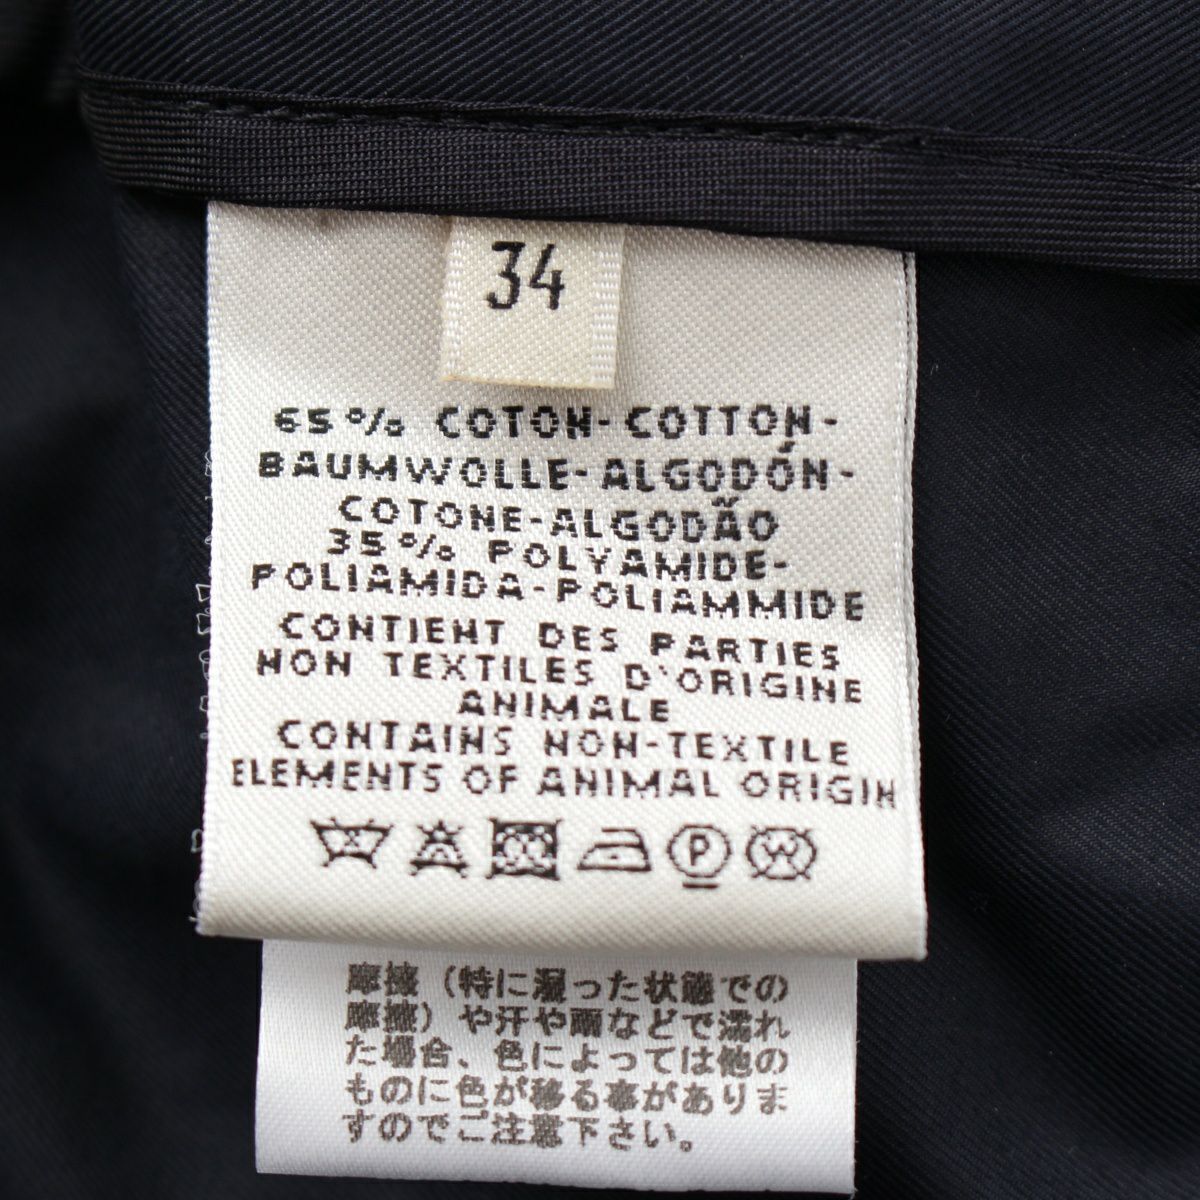 34
65% COTON-COTTON-
BAUMWOLLE-ALGODÓN-
COTONE-ALGODÃO
35% POLYAMIDE-
POLIAMIDA-POLIAMMIDE
CONTIENT DES PARTIES
NON TEXTILES D'ORIGINE
ANIMALE
CONTAINS NON-TEXTILE
ELEMENTS OF ANIMAL ORIGIN
P W
摩擦（特に湿った状態での
摩擦）や汗や雨などで濡れ
た場合、色によっては他の
ものに色が移る事がありま
すのでご注意下さい。